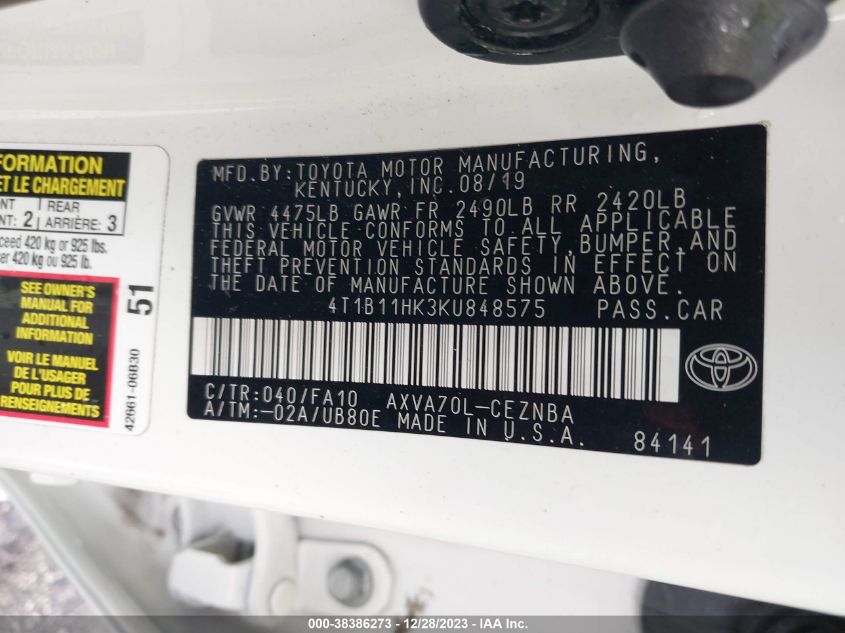 FORMATION
ET LE CHARGEMENT
REAR
NT: 2 ARRIÈRE: 3
ceed 420 kg or 925 lbs.
ser 420 kg ou 925 lb.
SEE OWNER'S
MANUAL FOR
ADDITIONAL
INFORMATION
VOIR LE MANUEL
DE L'USAGER
POUR PLUS DE
RENSEIGNEMENTS
51
42661-06B30
MFD.BY:TOYOTA MOTOR MANUFACTURING,
KENTUCKY,INC.08/19
GVWR 4475LB GAWR FR 2490LB RR 2420LB
THIS VEHICLE CONFORMS TO ALL APPLICABLE
FEDERAL MOTOR VEHICLE SAFETY,BUMPER,AND
THEFT PREVENTION STANDARDS IN EFFECT ON
THE DATE OF MANUFACTURE SHOWN ABOVE.
4T1B11HK3KU848575 PASS.CAR
C/TR:040/FA10 AXVA70L-CEZNBA
A/TM:-02A/UB80E MADE IN U.S.A.
84141
000-38386273 - 12/28/2023 - IAA Inc.